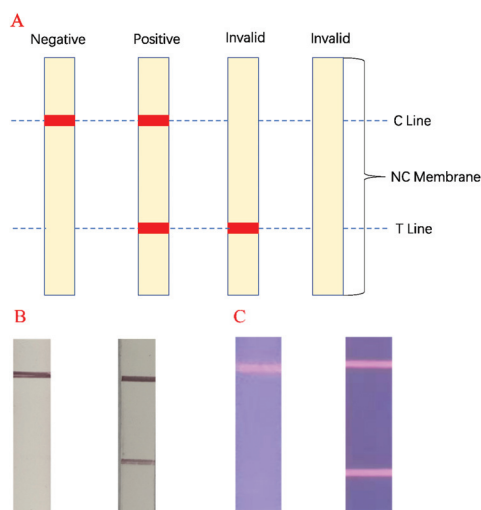 A
Negative Positive Invalid Invalid
C Line
NC Membrane
T Line
B C